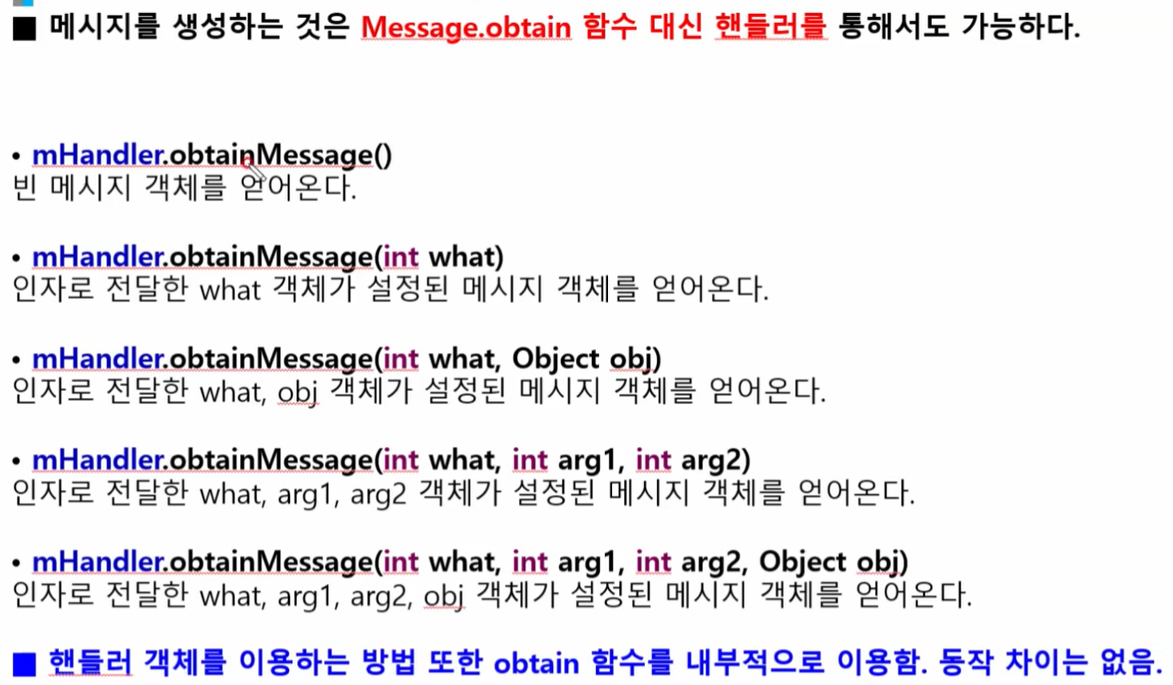 ■ 메시지를 생성하는 것은 Message.obtain 함수 대신 핸들러를 통해서도 가능하다.
• mHandler.obtainMessage()
빈 메시지 객체를 얻어온다.
• mHandler.obtainMessage(int what)
인자로 전달한 what 객체가 설정된 메시지 객체를 얻어온다.
• mHandler.obtainMessage(int what, Object obj)
인자로 전달한 what, obj 객체가 설정된 메시지 객체를 얻어온다.
• mHandler.obtainMessage(int what, int arg1, int arg2)
인자로 전달한 what, arg1, arg2 객체가 설정된 메시지 객체를 얻어온다.
• mHandler.obtainMessage(int what, int arg1, int arg2, Object obj)
인자로 전달한 what, arg1, arg2, obj 객체가 설정된 메시지 객체를 얻어온다.
■ 핸들러 객체를 이용하는 방법 또한 obtain 함수를 내부적으로 이용함. 동작 차이는 없음.